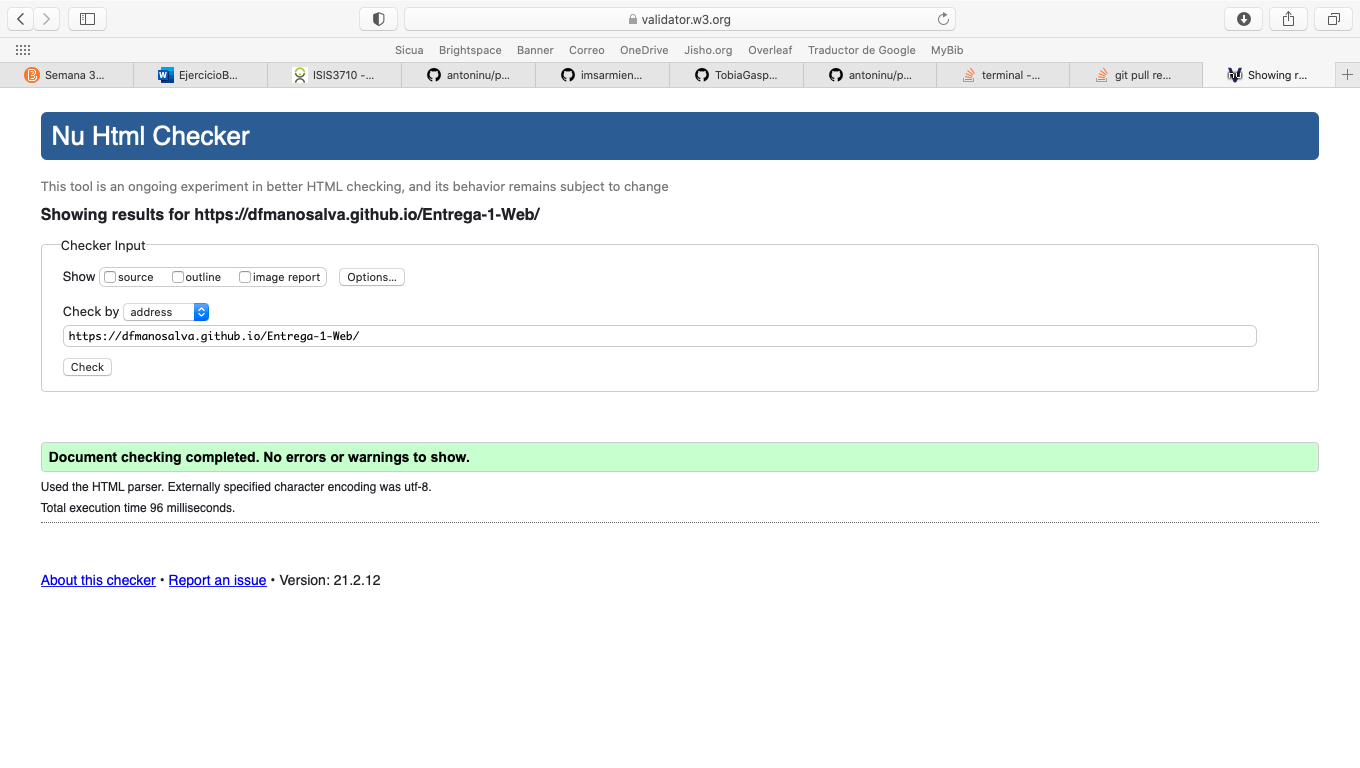 validator.w3.org
Sicua Brightspace Banner Correo OneDrive Jisho.org Overleaf Traductor de Google MyBib
Semana 3... EjercicioB... ISIS3710 -... antoninu/p... imsarmien... TobiaGasp... antoninu/p... terminal -... git pull re... Showing r...
Nu Html Checker
This tool is an ongoing experiment in better HTML checking, and its behavior remains subject to change
Showing results for https://dfmanosalva.github.io/Entrega-1-Web/
Checker Input
Show source outline image report Options...
Check by address
https://dfmanosalva.github.io/Entrega-1-Web/
Check
Document checking completed. No errors or warnings to show.
Used the HTML parser. Externally specified character encoding was utf-8.
Total execution time 96 milliseconds.
About this checker • Report an issue • Version: 21.2.12